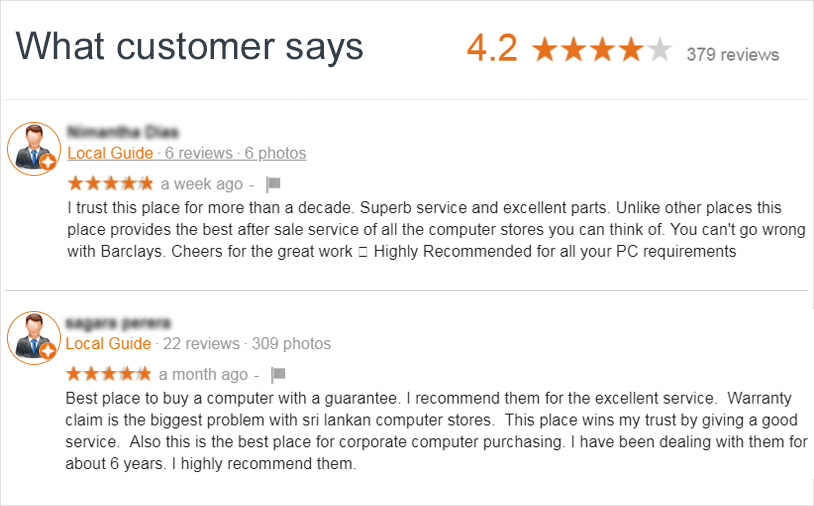 What customer says
4.2 379 reviews
Local Guide · 6 reviews · 6 photos
a week ago -
I trust this place for more than a decade. Superb service and excellent parts. Unlike other places this
place provides the best after sale service of all the computer stores you can think of. You can't go wrong
with Barclays. Cheers for the great work Highly Recommended for all your PC requirements
Local Guide · 22 reviews · 309 photos
a month ago -
Best place to buy a computer with a guarantee. I recommend them for the excellent service.  Warranty
claim is the biggest problem with sri lankan computer stores.  This place wins my trust by giving a good
service.  Also this is the best place for corporate computer purchasing. I have been dealing with them for
about 6 years. I highly recommend them.